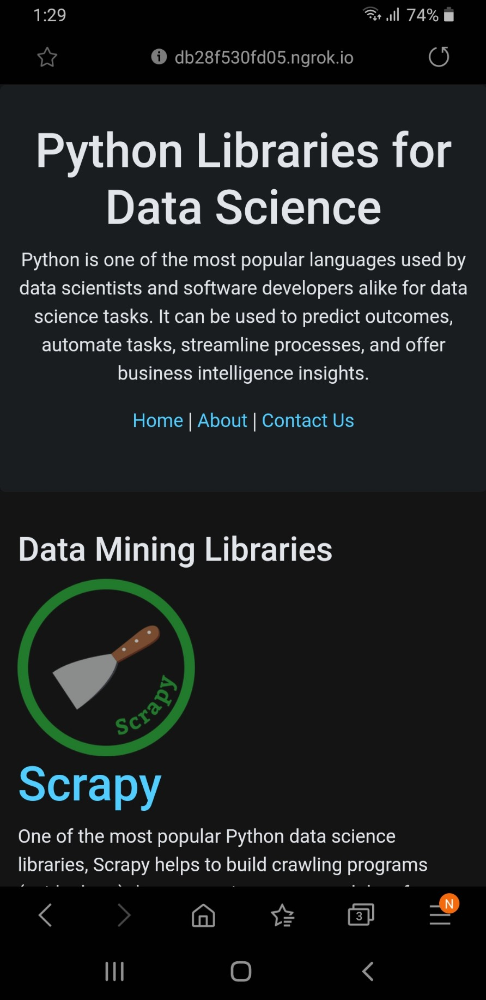 1:29
74%
db28f530fd05.ngrok.io
Python Libraries for
Data Science
Python is one of the most popular languages used by
data scientists and software developers alike for data
science tasks. It can be used to predict outcomes,
automate tasks, streamline processes, and offer
business intelligence insights.
Home | About | Contact Us
Data Mining Libraries
Scrapy
Scrapy
One of the most popular Python data science
libraries, Scrapy helps to build crawling programs
N
3